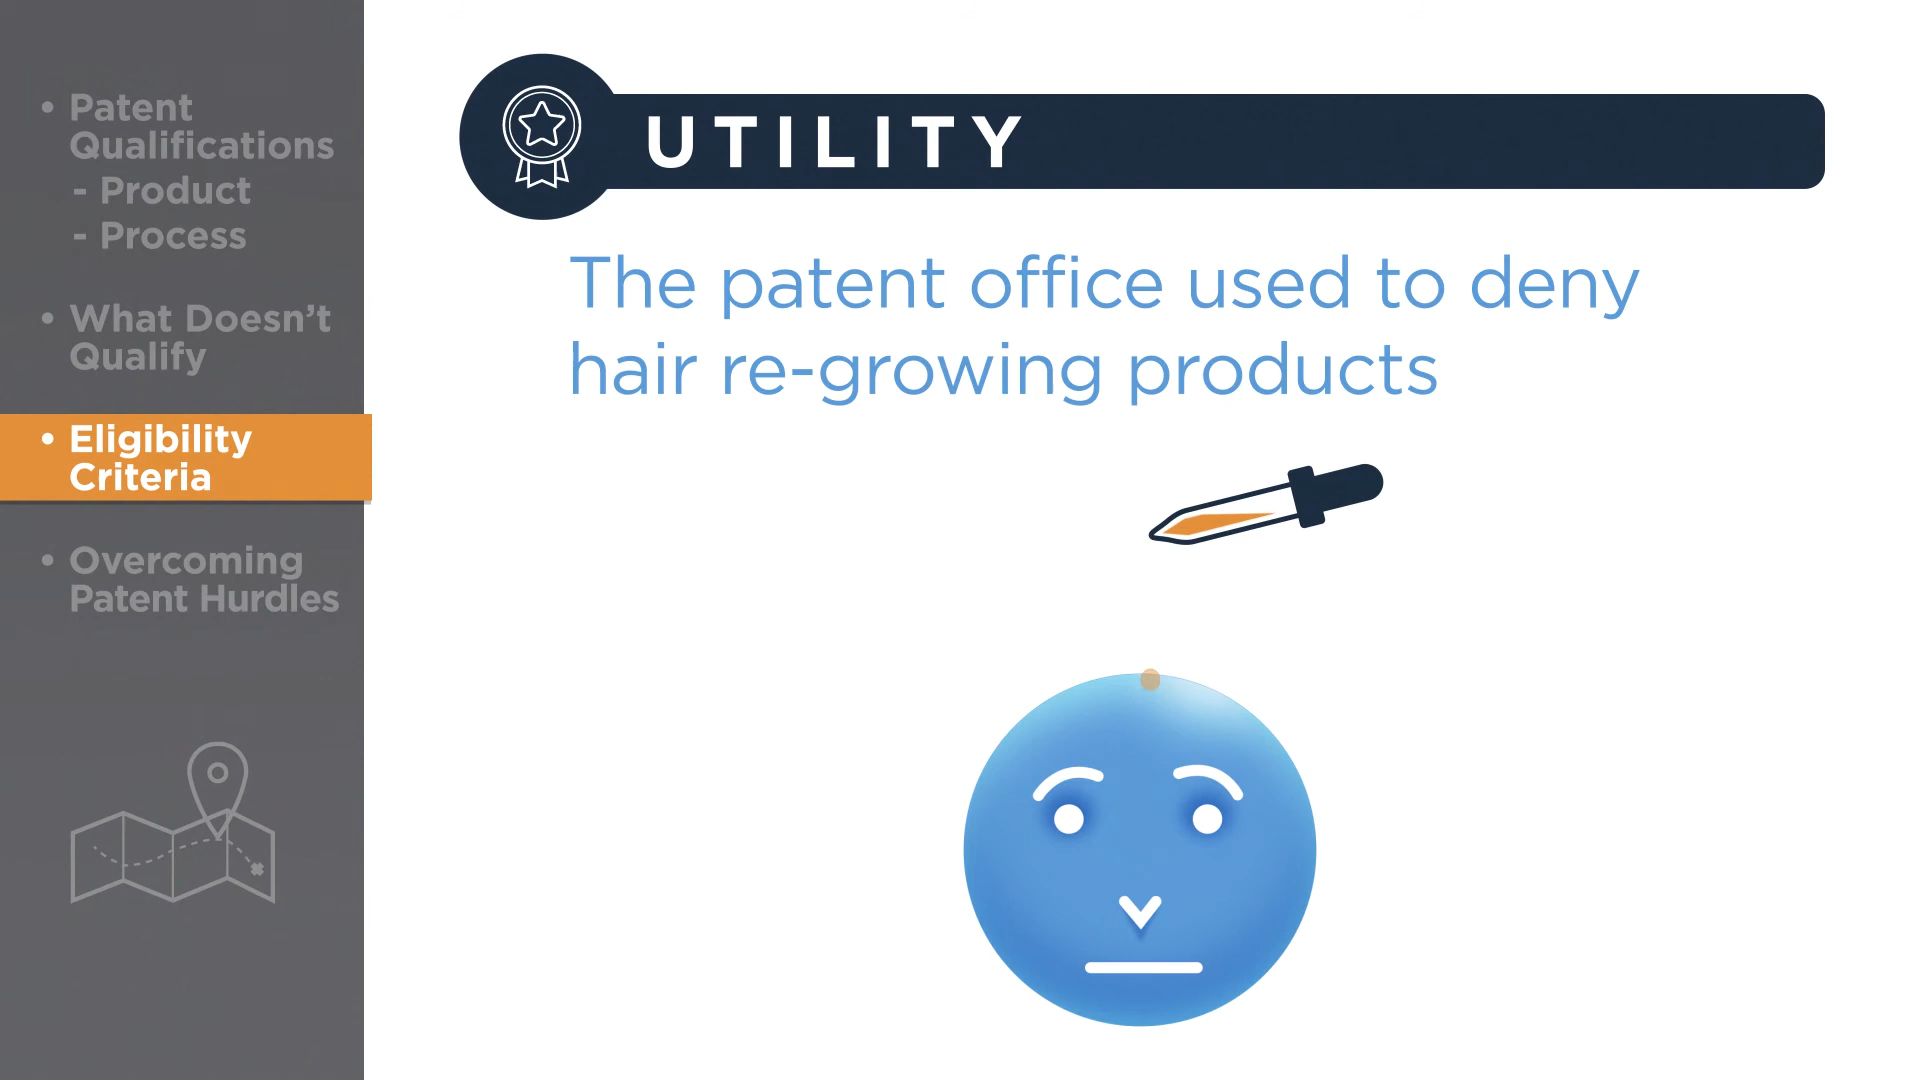 • Patent
Qualifications
- Product
- Process
• What Doesn’t
Qualify
• Eligibility
Criteria
• Overcoming
Patent Hurdles
UTILITY
The patent office used to deny
hair re-growing products